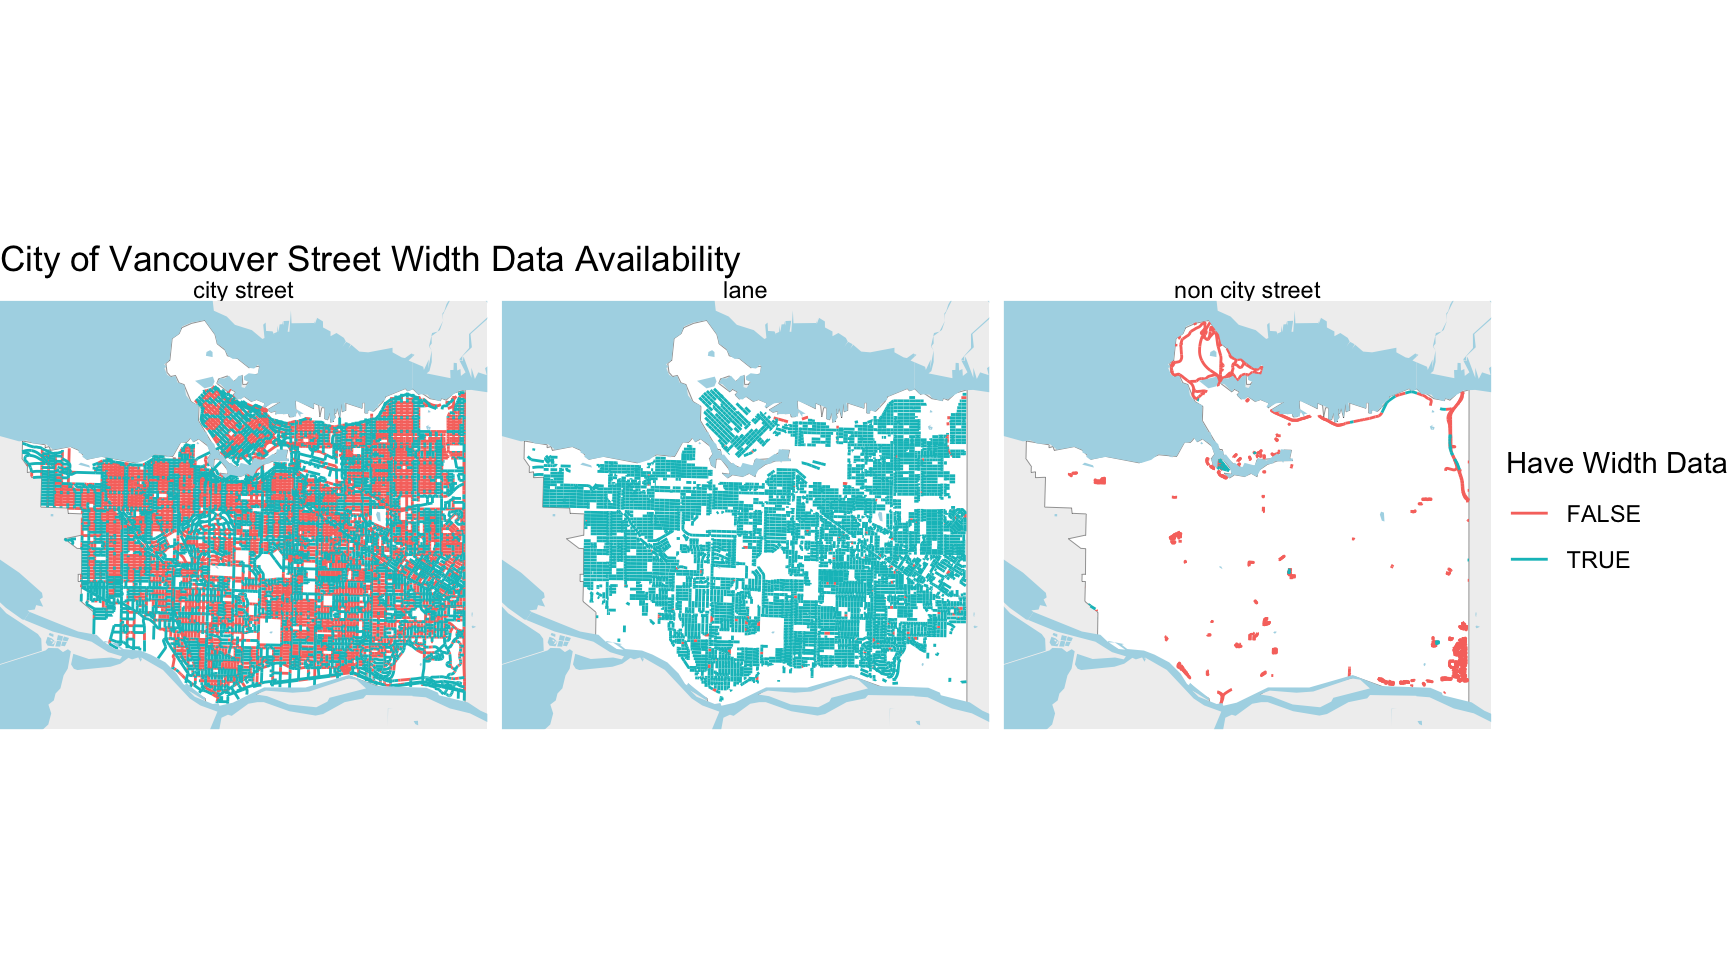 City of Vancouver Street Width Data Availability
city street
lane
non city street
Have Width Data
FALSE
TRUE